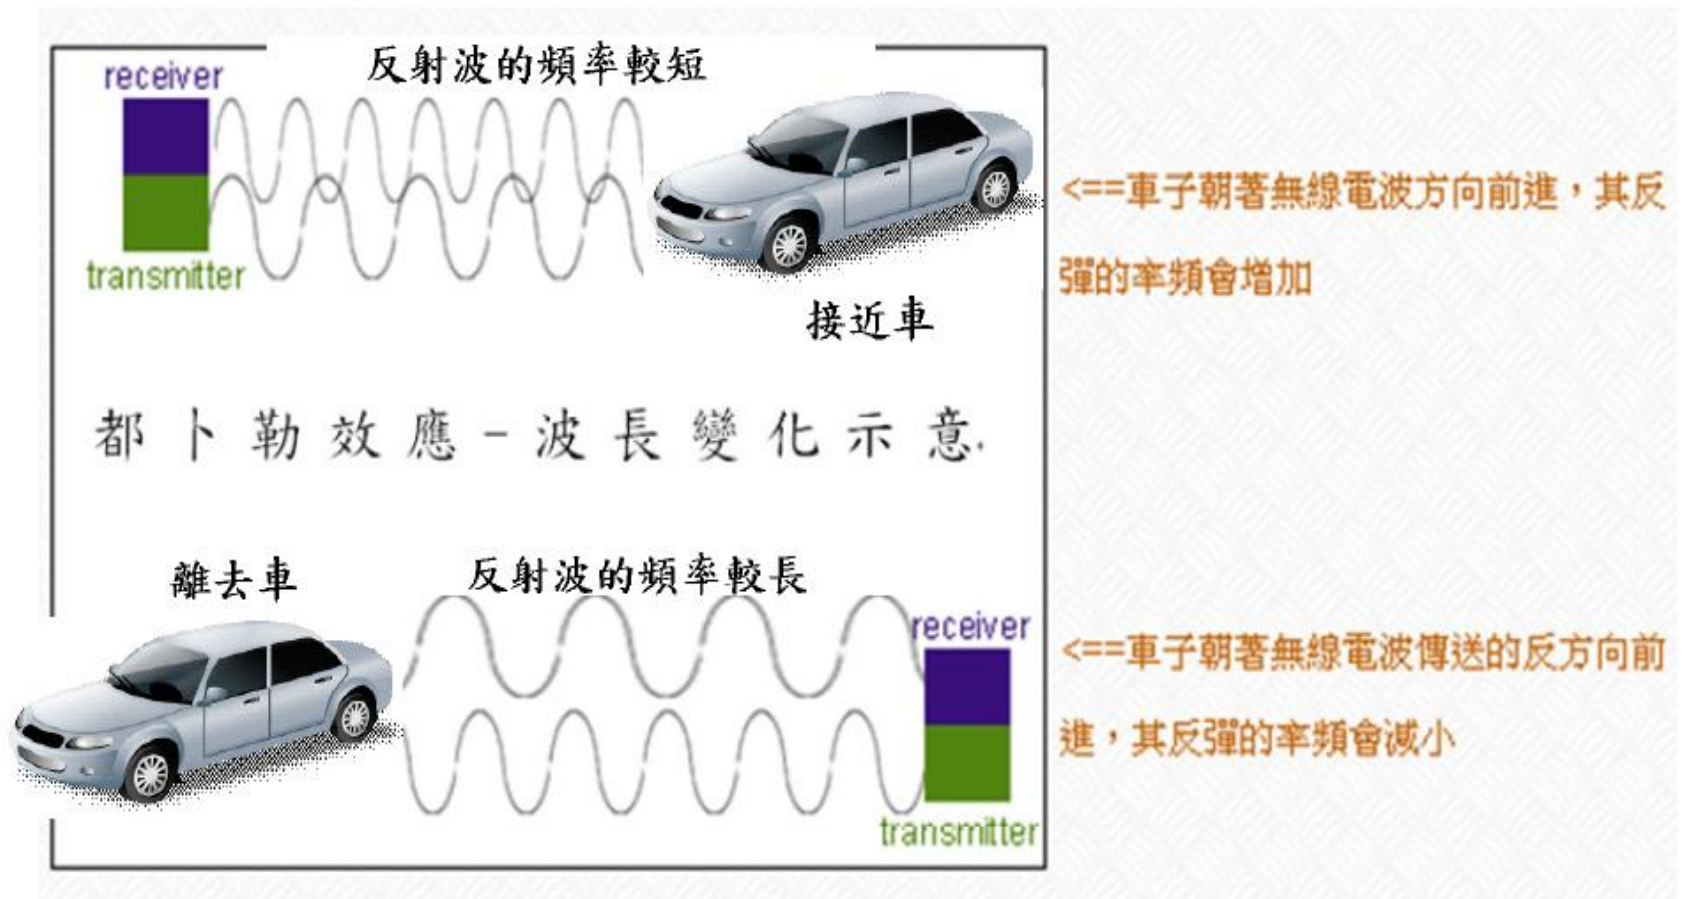 反射波的頻率較短
receiver
transmitter
接近車
<==車子朝著無線電波方向前進,其反
彈的率頻會增加
都卜勒效應-波長變化示意
離去車
反射波的頻率較長
receiver
transmitter
<==車子朝著無線電波傳送的反方向前
進,其反彈的率頻會減小